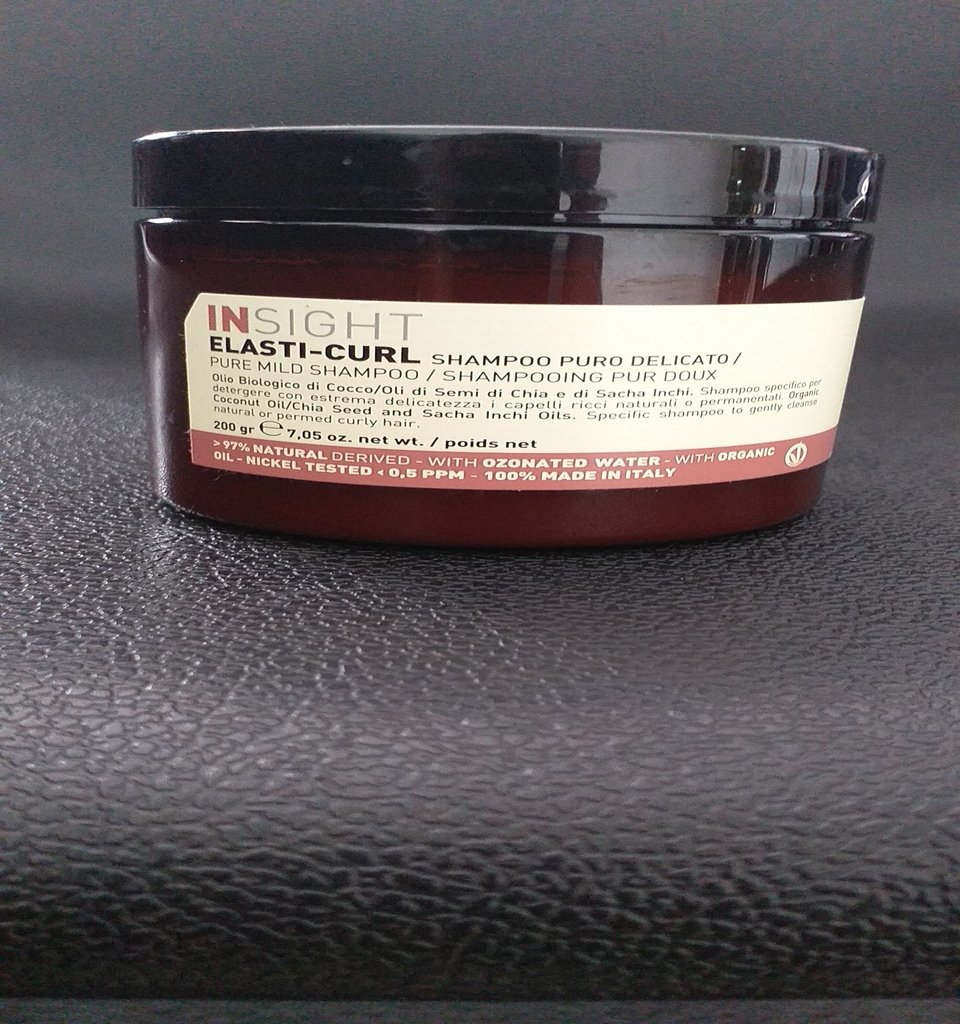 INSIGHT
ELASTI-CURL SHAMPOO PURO DELICATO /
PURE MILD SHAMPOO / SHAMPOOING PUR DOUX
Olio Biologico di Cocco/Oli di Semi di Chia e di Sacha Inchi. Shampoo specifico per
detergere con estrema delicatezza i capelli ricci naturali o permanentati. Organic
Coconut Oil/Chia Seed and Sacha Inchi Oils. Specific shampoo to gently cleanse
natural or permed curly hair.
200 gr ℮ 7,05 oz. net wt. / poids net
> 97% NATURAL DERIVED - WITH OZONATED WATER - WITH ORGANIC
OIL - NICKEL TESTED < 0,5 PPM - 100% MADE IN ITALY